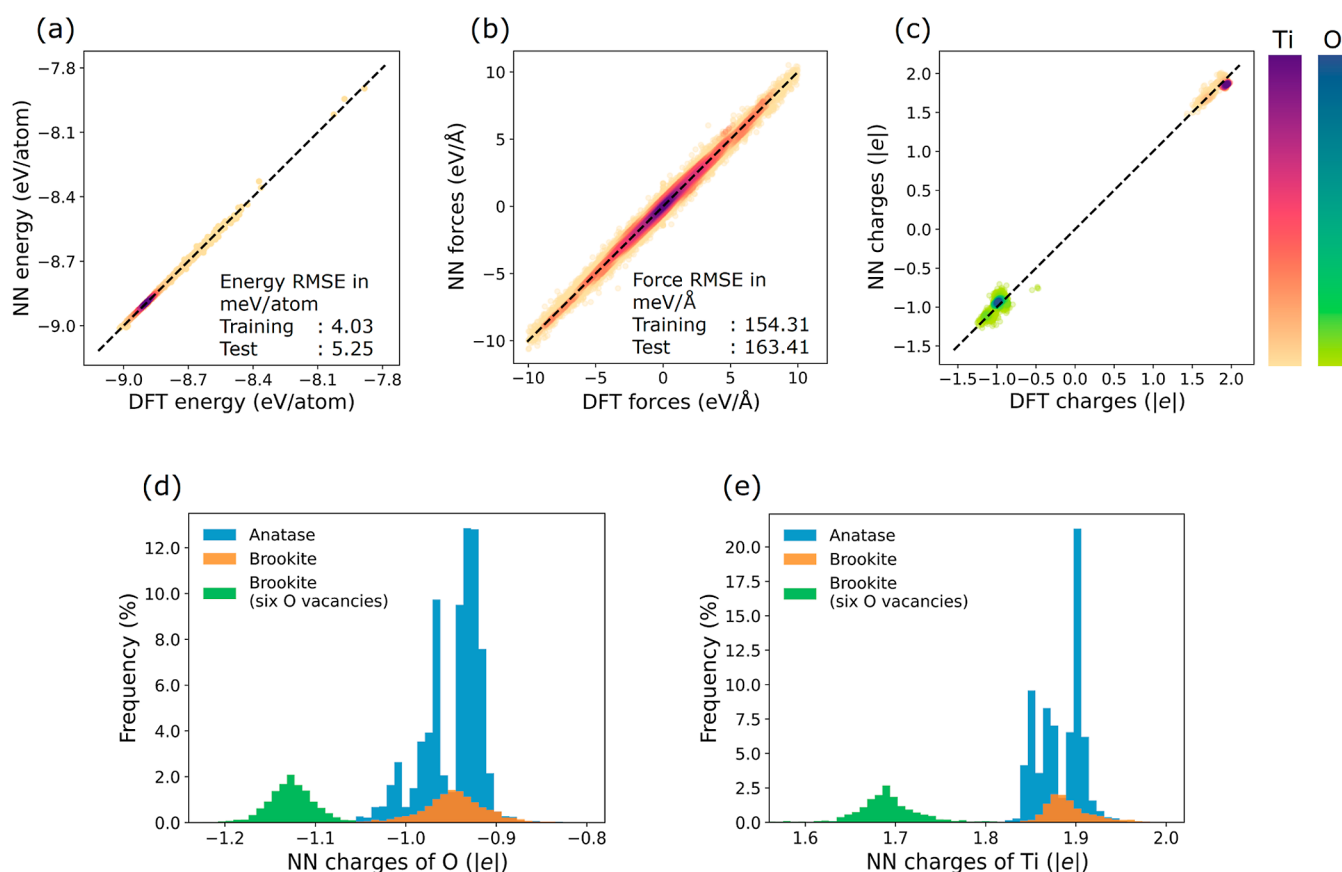 (a)
NN energy (eV/atom)
−7.8
−8.1
−8.4
−8.7
−9.0
Energy RMSE in
meV/atom
Training : 4.03
Test : 5.25
−9.0 −8.7 −8.4 −8.1 −7.8
DFT energy (eV/atom)
(b)
NN forces (eV/Å)
10
5
0
−5
−10
Force RMSE in
meV/Å
Training : 154.31
Test : 163.41
−10 −5 0 5 10
DFT forces (eV/Å)
(c)
NN charges (|e|)
2.0
1.5
1.0
0.5
0.0
−0.5
−1.0
−1.5
−1.5 −1.0 −0.5 0.0 0.5 1.0 1.5 2.0
DFT charges (|e|)
Ti O
(d)
Frequency (%)
12.0
10.0
8.0
6.0
4.0
2.0
0.0
Anatase
Brookite
Brookite
(six O vacancies)
−1.2 −1.1 −1.0 −0.9 −0.8
NN charges of O (|e|)
(e)
Frequency (%)
20.0
17.5
15.0
12.5
10.0
7.5
5.0
2.5
0.0
Anatase
Brookite
Brookite
(six O vacancies)
1.6 1.7 1.8 1.9 2.0
NN charges of Ti (|e|)